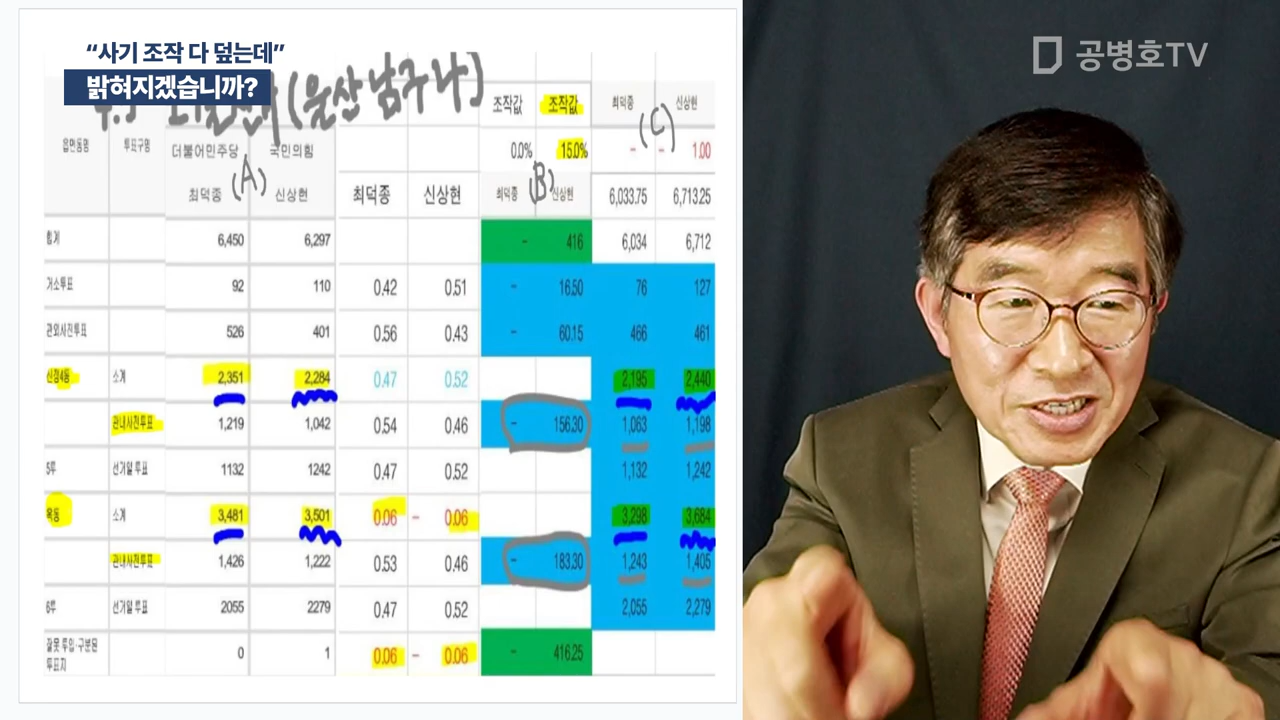 “사기 조작 다 덮는데”
밝혀지겠습니까?
공병호TV
(울산 남구 나)
조작값 조작값 최덕종 신상현
(C)
읍면동명 투표구명 더불어민주당 국민의힘 0.0% 15.0% - - 1.00
(A) (B)
최덕종 신상현 최덕종 신상현 최덕종 신상현 6,033.75 6,713.25
합계 6,450 6,297 - 416 6,034 6,712
거소투표 92 110 0.42 0.51 - 16.50 76 127
관외사전투표 526 401 0.56 0.43 - 60.15 466 461
신정4동 소계 2,351 2,284 0.47 0.52 2,195 2,440
관내사전투표 1,219 1,042 0.54 0.46 - 156.30 1,063 1,198
5투 선거일 투표 1132 1242 0.47 0.52 1,132 1,242
옥동 소계 3,481 3,501 0.06 - 0.06 3,298 3,684
관내사전투표 1,426 1,222 0.53 0.46 - 183.30 1,243 1,405
6투 선거일 투표 2055 2279 0.47 0.52 2,055 2,279
잘못 투입·구분된
투표지 0 1 0.06 - 0.06 - 416.25